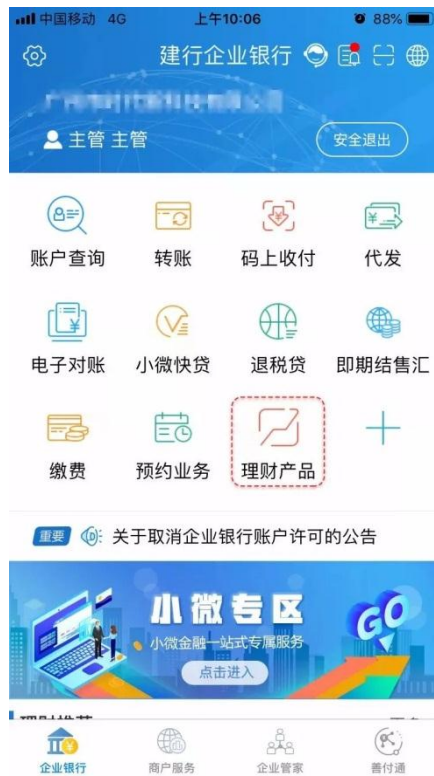 中国移动 4G 上午10:06 88%
建行企业银行
主管 主管 安全退出
账户查询 转账 码上收付 代发
电子对账 小微快贷 退税贷 即期结售汇
缴费 预约业务 理财产品
重要 关于取消企业银行账户许可的公告
小微专区
小微金融一站式专属服务
点击进入
GO
企业银行 商户服务 企业管家 善付通